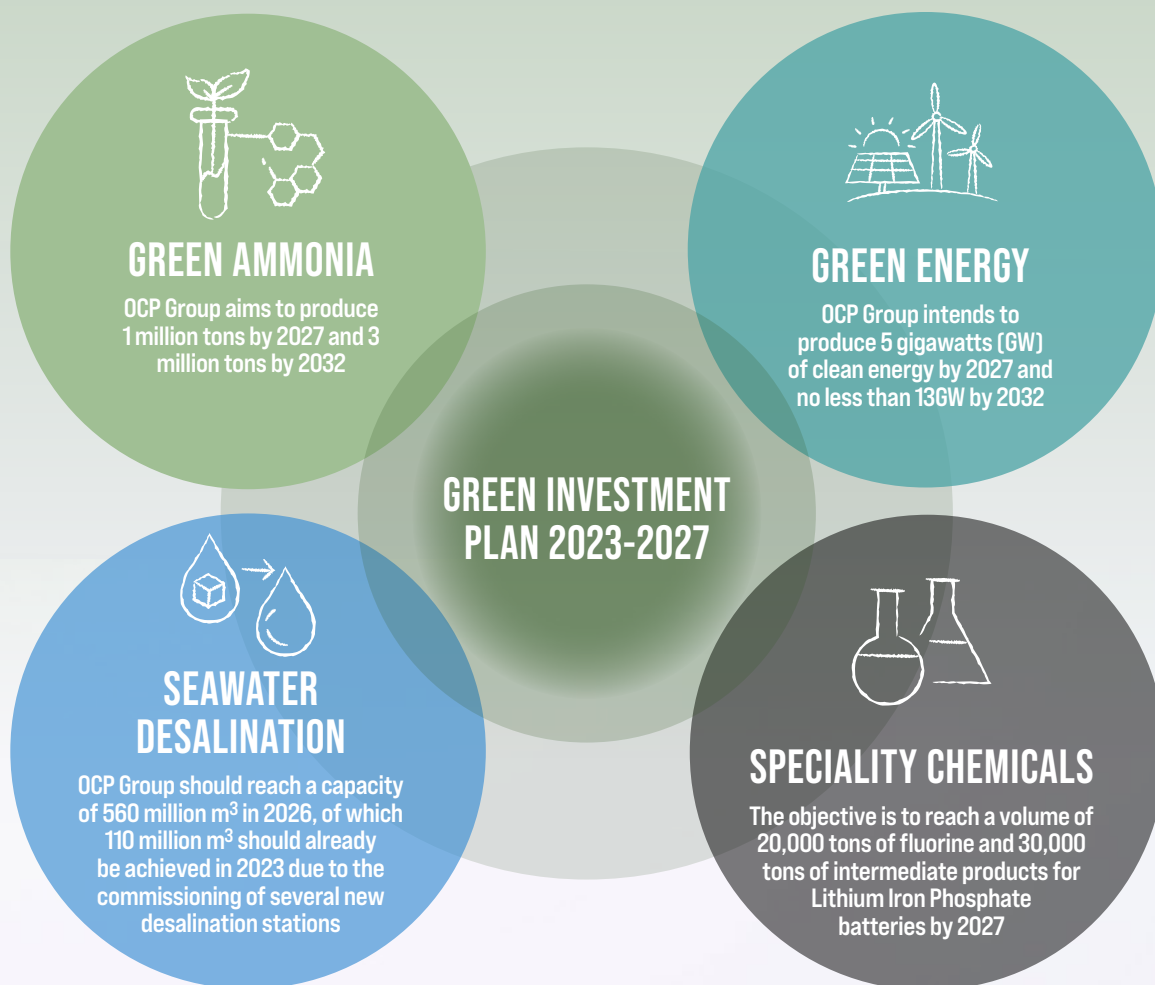 GREEN AMMONIA
OCP Group aims to produce
1 million tons by 2027 and 3
million tons by 2032
GREEN ENERGY
OCP Group intends to
produce 5 gigawatts (GW)
of clean energy by 2027 and
no less than 13GW by 2032
GREEN INVESTMENT
PLAN 2023-2027
SEAWATER
DESALINATION
OCP Group should reach a capacity
of 560 million m³ in 2026, of which
110 million m³ should already
be achieved in 2023 due to the
commissioning of several new
desalination stations
SPECIALITY CHEMICALS
The objective is to reach a volume of
20,000 tons of fluorine and 30,000
tons of intermediate products for
Lithium Iron Phosphate
batteries by 2027